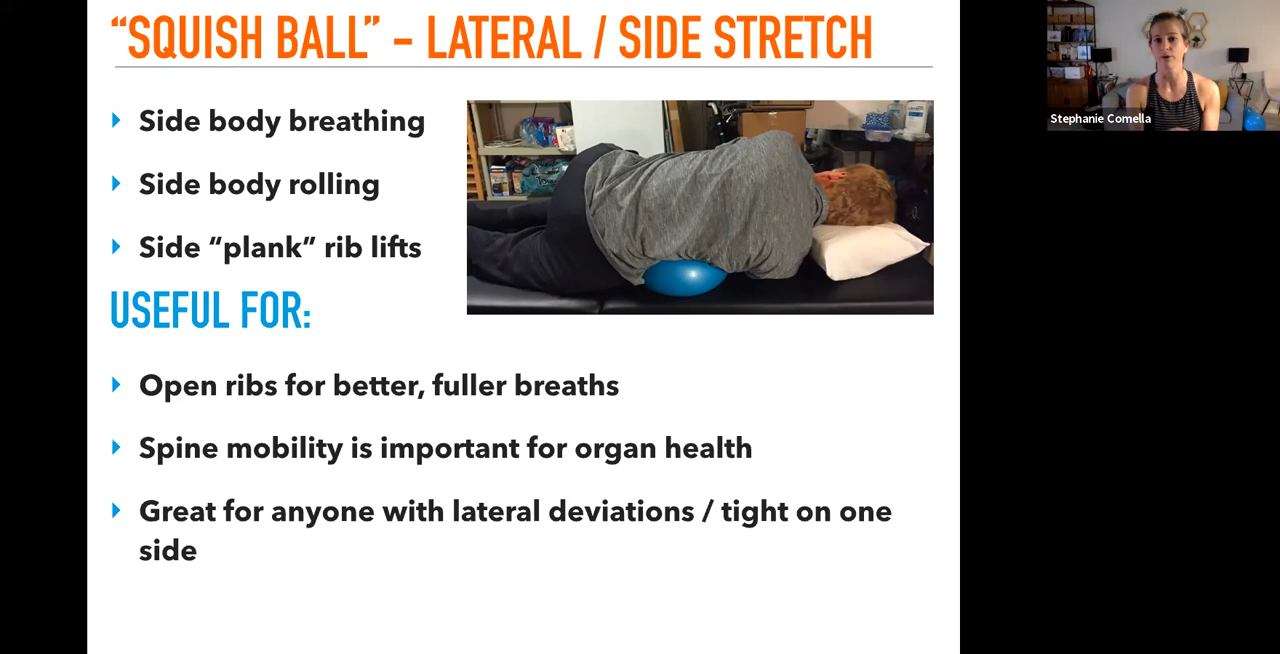 “SQUISH BALL” – LATERAL / SIDE STRETCH
Side body breathing
Side body rolling
Side “plank” rib lifts
USEFUL FOR:
Open ribs for better, fuller breaths
Spine mobility is important for organ health
Great for anyone with lateral deviations / tight on one
side
Stephanie Comella